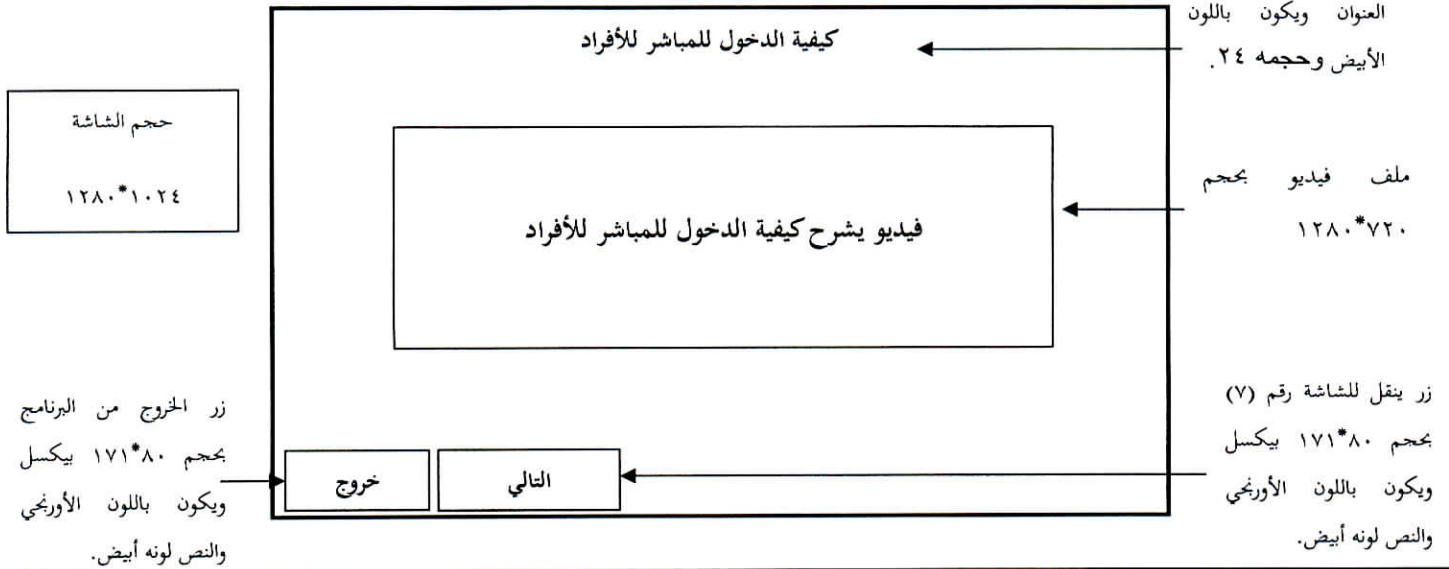 العنوان ويكون باللون
الأبيض وحجمه ٢٤.
كيفية الدخول للمباشر للأفراد
حجم الشاشة
١٠٢٤*١٢٨٠
ملف فيديو بحجم
٧٢٠*١٢٨٠
فيديو يشرح كيفية الدخول للمباشر للأفراد
زر ينقل للشاشة رقم (٧)
بحجم ٨٠*١٧١ بيكسل
ويكون باللون الأورنجي
والنص لونه أبيض.
التالي
خروج
زر الخروج من البرنامج
بحجم ٨٠*١٧١ بيكسل
ويكون باللون الأورنجي
والنص لونه أبيض.